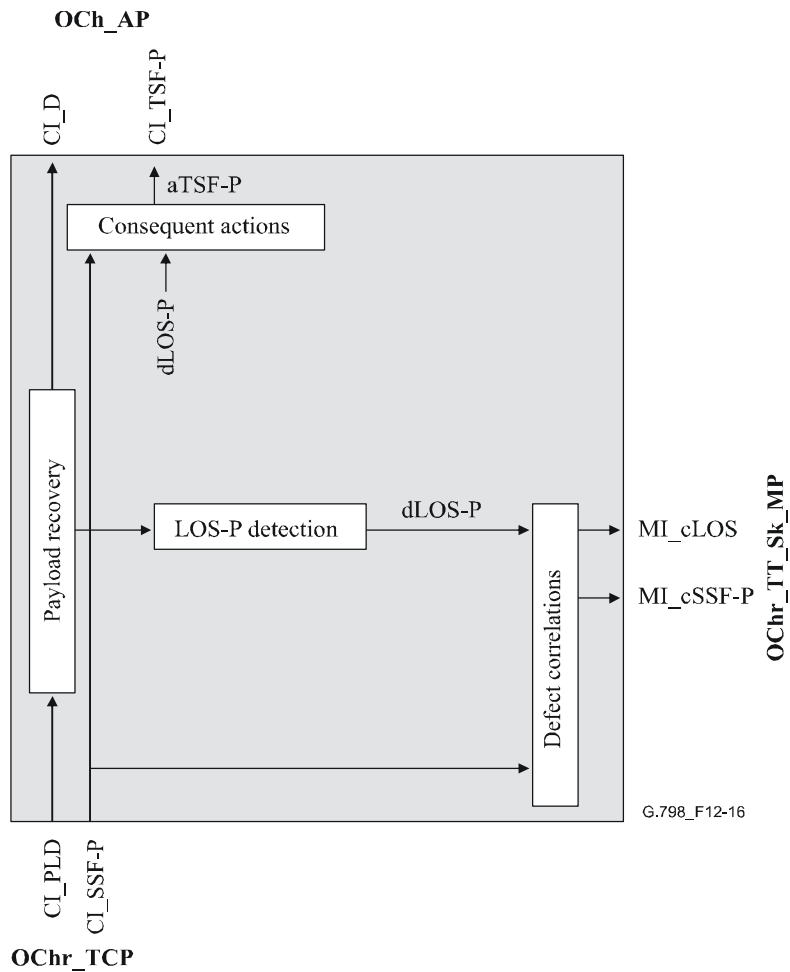 OCh_AP
CI_D
CI_TSF-P
aTSF-P
Consequent actions
dLOS-P
Payload recovery
LOS-P detection
dLOS-P
Defect correlations
MI_cLOS
MI_cSSF-P
OChr_TT_Sk_MP
G.798_F12-16
CI_PLD
CI_SSF-P
OChr_TCP